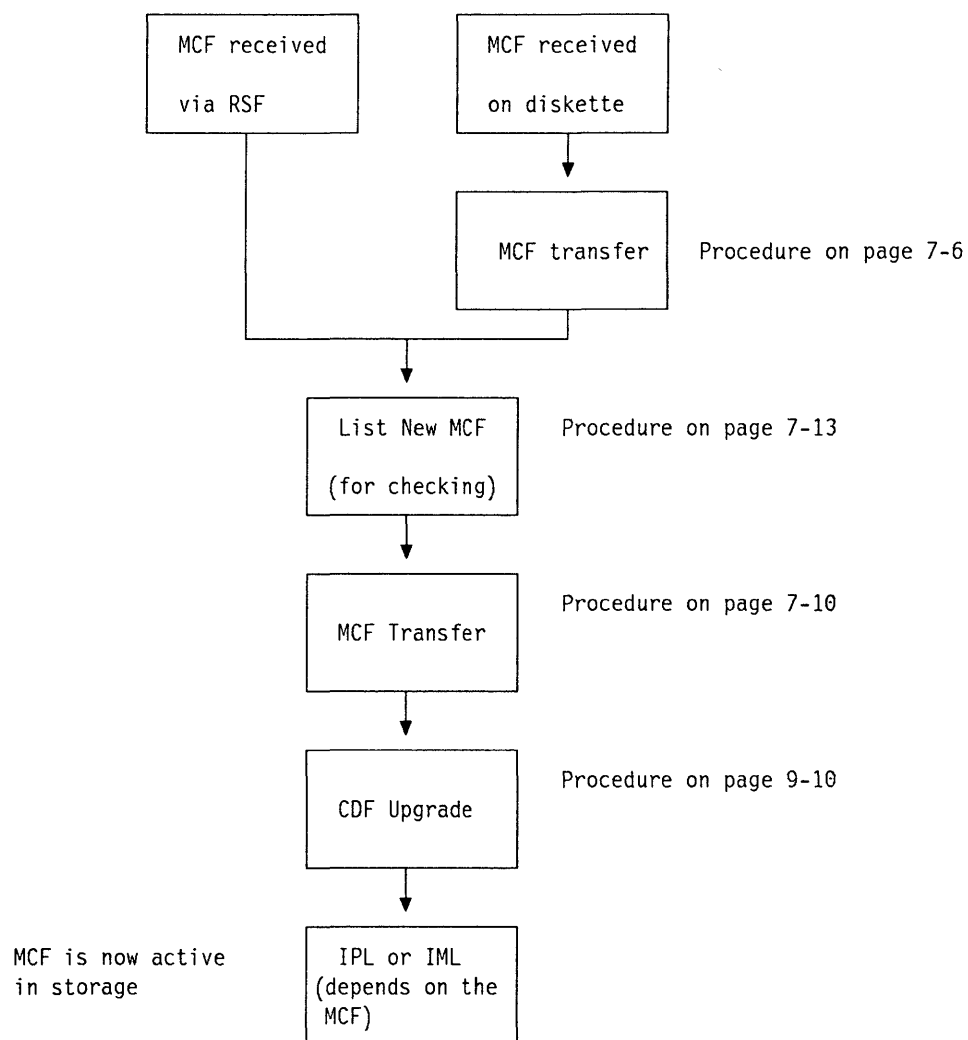 MCF received
via RSF
MCF received
on diskette
MCF transfer
Procedure on page 7-6
List New MCF
(for checking)
Procedure on page 7-13
MCF Transfer
Procedure on page 7-10
CDF Upgrade
Procedure on page 9-10
MCF is now active
in storage
IPL or IML
(depends on the
MCF)